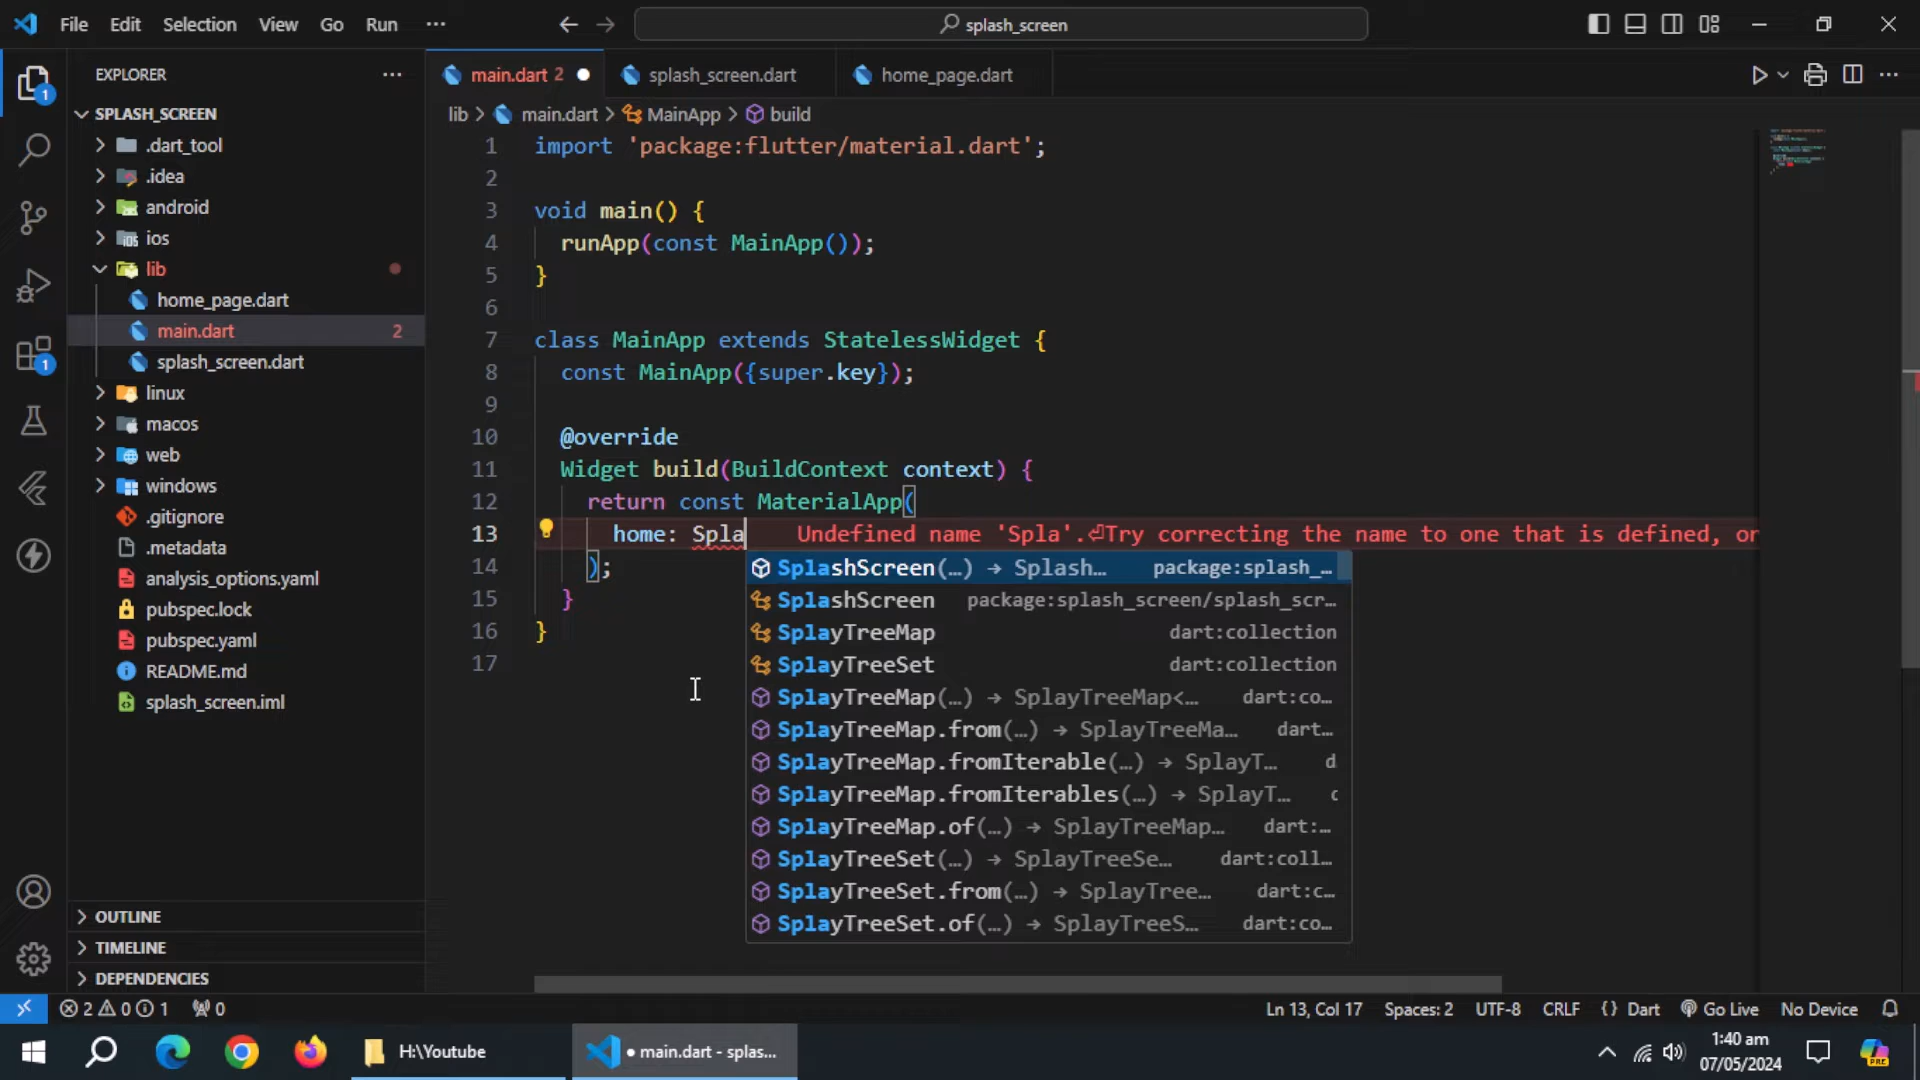 File Edit Selection View Go Run ··· splash_screen
EXPLORER ···
SPLASH_SCREEN
.dart_tool
.idea
android
ios
lib
home_page.dart
main.dart 2
splash_screen.dart
linux
macos
web
windows
.gitignore
.metadata
analysis_options.yaml
pubspec.lock
pubspec.yaml
README.md
splash_screen.iml
OUTLINE
TIMELINE
DEPENDENCIES
1
1
main.dart 2 splash_screen.dart home_page.dart
lib > main.dart > MainApp > build
1 import 'package:flutter/material.dart';
2
3 void main() {
4 runApp(const MainApp());
5 }
6
7 class MainApp extends StatelessWidget {
8 const MainApp({super.key});
9
10 @override
11 Widget build(BuildContext context) {
12 return const MaterialApp(
13 home: Spla Undefined name 'Spla'.⏎Try correcting the name to one that is defined, or
14 );
15 }
16 }
17
SplashScreen(…) → Splash… package:splash_…
SplashScreen package:splash_screen/splash_scr…
SplayTreeMap dart:collection
SplayTreeSet dart:collection
SplayTreeMap(…) → SplayTreeMap<… dart:co…
SplayTreeMap.from(…) → SplayTreeMa… dart…
SplayTreeMap.fromIterable(…) → SplayT… d
SplayTreeMap.fromIterables(…) → SplayT…
SplayTreeMap.of(…) → SplayTreeMap… dart:…
SplayTreeSet(…) → SplayTreeSe… dart:coll…
SplayTreeSet.from(…) → SplayTree… dart:c…
SplayTreeSet.of(…) → SplayTreeS… dart:co…
2 0 1 0 Ln 13, Col 17 Spaces: 2 UTF-8 CRLF {} Dart Go Live No Device
H:\Youtube ● main.dart - splas... 1:40 am
07/05/2024
PRE